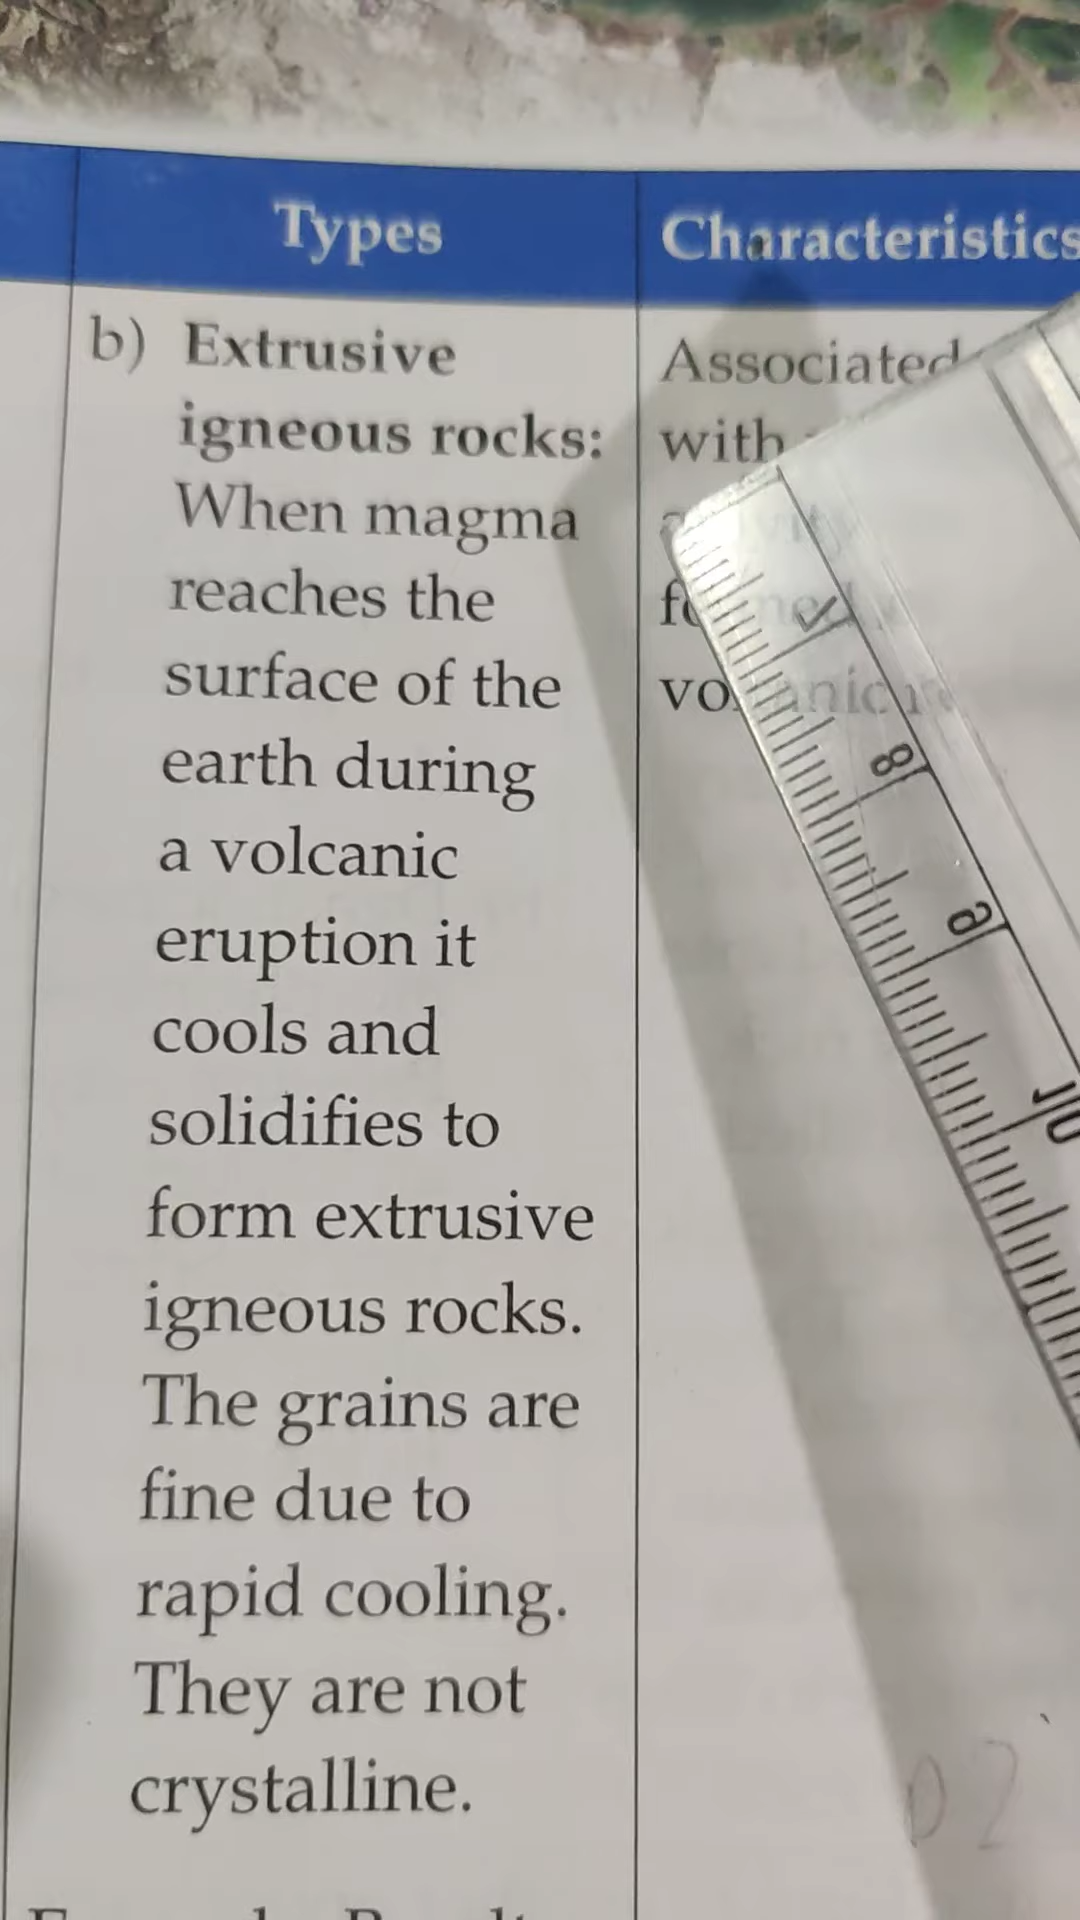 Types
Characteristics
b) Extrusive
igneous rocks:
When magma
reaches the
surface of the
earth during
a volcanic
eruption it
cools and
solidifies to
form extrusive
igneous rocks.
The grains are
fine due to
rapid cooling.
They are not
crystalline.
Associated
with
7
8
9
10